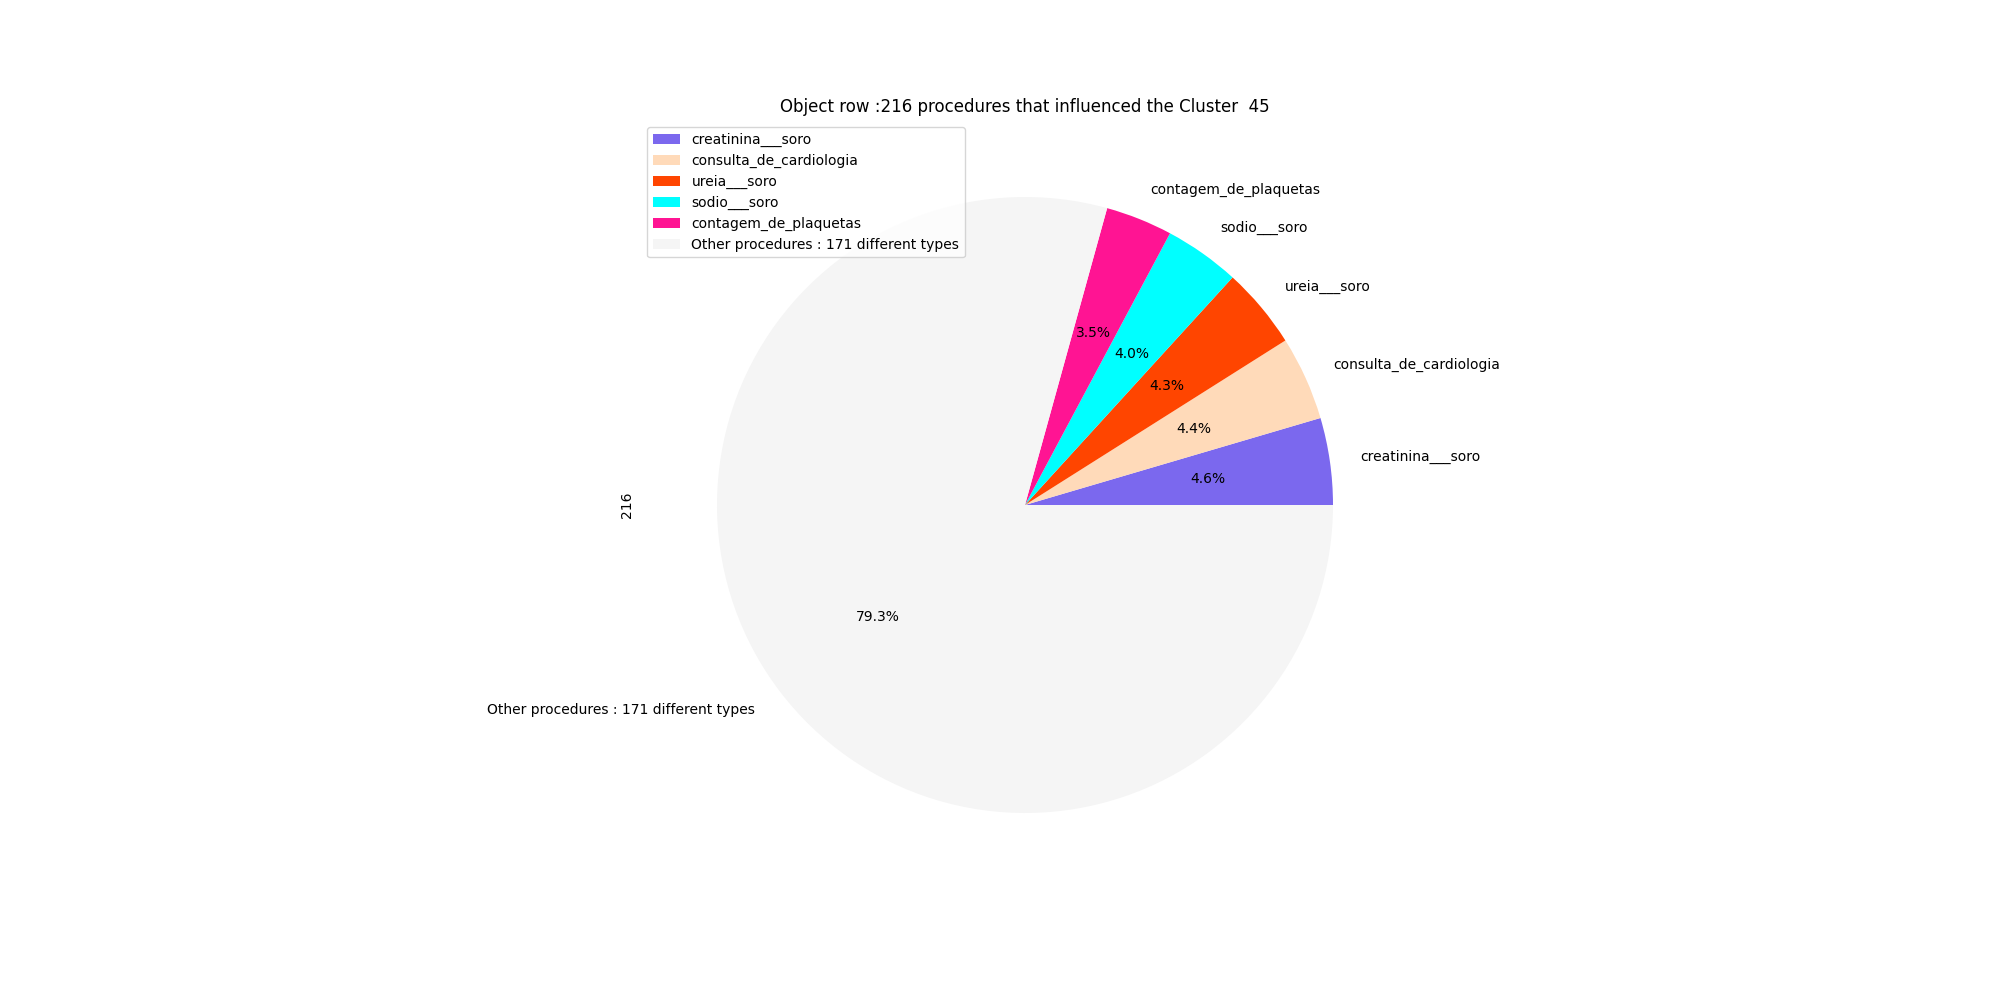 Object row :216 procedures that influenced the Cluster  45
creatinina___soro
consulta_de_cardiologia
ureia___soro
sodio___soro
contagem_de_plaquetas
Other procedures : 171 different types
contagem_de_plaquetas
sodio___soro
ureia___soro
consulta_de_cardiologia
creatinina___soro
3.5%
4.0%
4.3%
4.4%
4.6%
216
79.3%
Other procedures : 171 different types